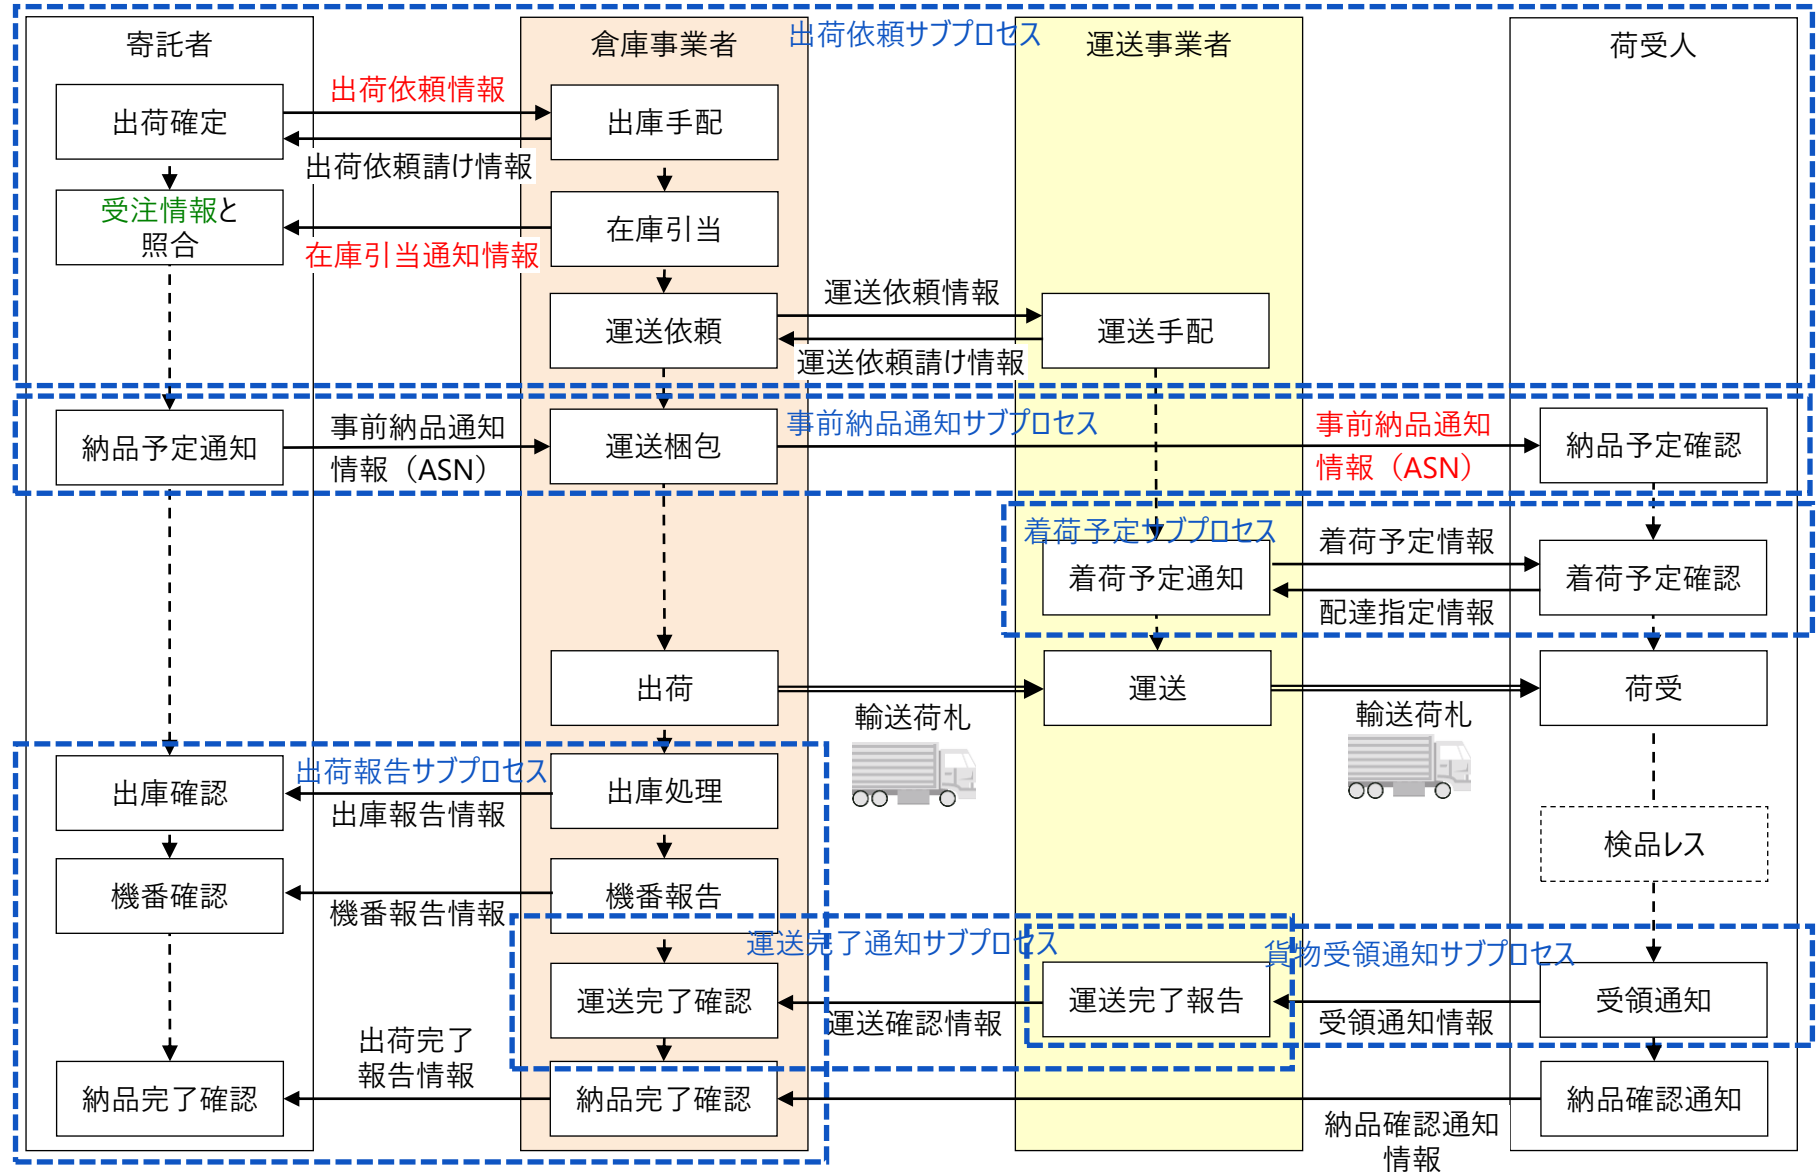 出荷依頼サブプロセス
寄託者
倉庫事業者
運送事業者
荷受人
出荷確定
出荷依頼情報
出庫手配
出荷依頼請け情報
受注情報と
照合
在庫引当通知情報
在庫引当
運送依頼
運送依頼情報
運送手配
運送依頼請け情報
納品予定通知
事前納品通知
情報（ASN）
運送梱包
事前納品通知サブプロセス
事前納品通知
情報（ASN）
納品予定確認
着荷予定サブプロセス
着荷予定通知
着荷予定情報
着荷予定確認
配達指定情報
出荷
輸送荷札
運送
輸送荷札
荷受
出荷報告サブプロセス
出庫確認
出庫報告情報
出庫処理
検品レス
機番確認
機番報告情報
機番報告
運送完了通知サブプロセス
貨物受領通知サブプロセス
運送完了確認
運送確認情報
運送完了報告
受領通知情報
受領通知
出荷完了
報告情報
納品完了確認
納品完了確認
納品確認通知
納品確認通知
情報